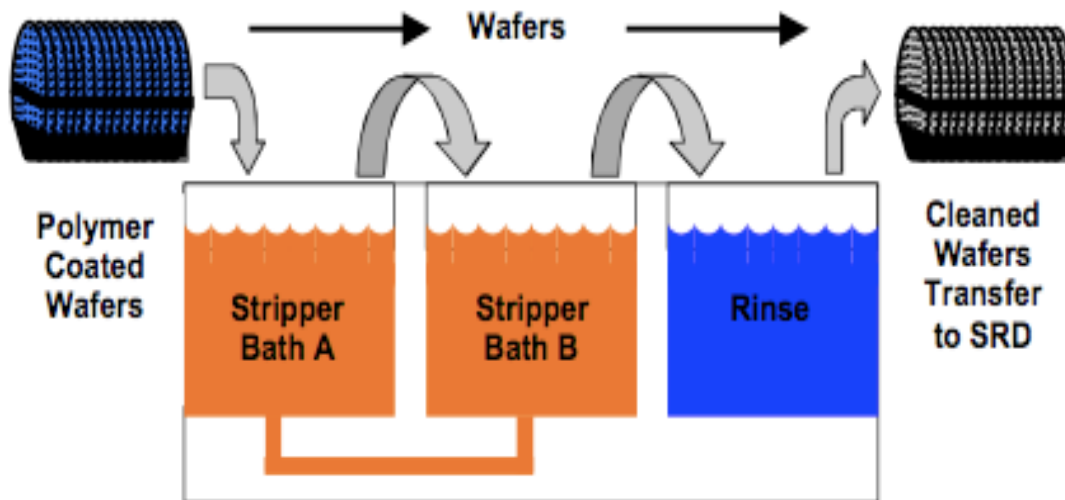 Wafers
Polymer
Coated
Wafers
Stripper
Bath A
Stripper
Bath B
Rinse
Cleaned
Wafers
Transfer
to SRD